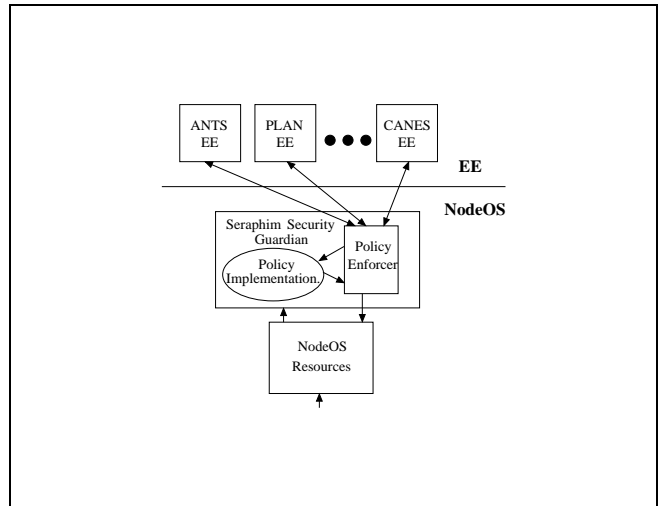 ANTS
EE
PLAN
EE
CANES
EE
EE
NodeOS
Seraphim Security
Guardian
Policy
Implementation.
Policy
Enforcer
NodeOS
Resources